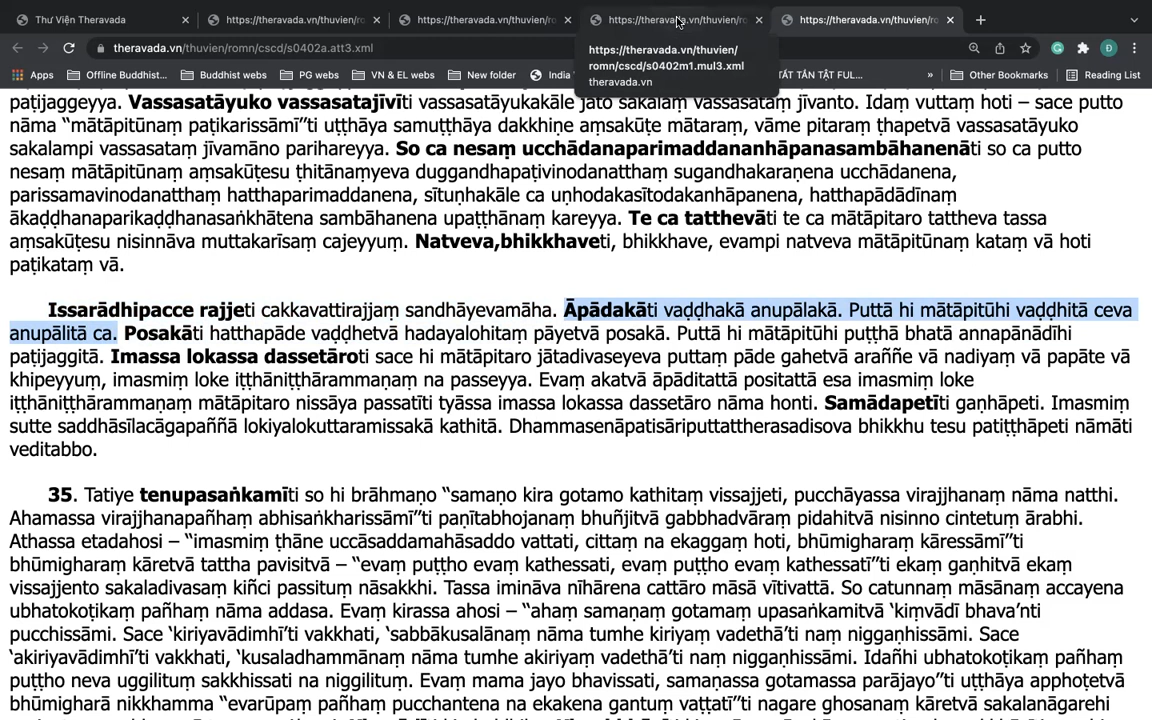 Thư Viện Theravada
https://theravada.vn/thuvien/romn
https://theravada.vn/thuvien/ro
https://theravada.vn/thuvien/ro
https://theravada.vn/thuvien/rom
theravada.vn/thuvien/romn/cscd/s0402a.att3.xml
https://theravada.vn/thuvien/
romn/cscd/s0402m1.mul3.xml
theravada.vn
Apps
Offline Buddhist...
Buddhist webs
PG webs
VN & EL webs
New folder
India
TẤT TẦN TẬT FUL...
»
Other Bookmarks
Reading List
paṭijaggeyya. Vassasatāyuko vassasatajīvīti vassasatāyukakāle jāto sakalaṃ vassasataṃ jīvanto. Idaṃ vuttaṃ hoti – sace putto
nāma “mātāpitūnaṃ paṭikarissāmī”ti uṭṭhāya samuṭṭhāya dakkhiṇe aṃsakūṭe mātaraṃ, vāme pitaraṃ ṭhapetvā vassasatāyuko
sakalampi vassasataṃ jīvamāno parihareyya. So ca nesaṃ ucchādanaparimaddananhāpanasambāhanenāti so ca putto
nesaṃ mātāpitūnaṃ aṃsakūṭesu ṭhitānaṃyeva duggandhapaṭivinodanatthaṃ sugandhakaraṇena ucchādanena,
parissamavinodanatthaṃ hatthaparimaddanena, sītuṇhakāle ca uṇhodakasītodakanhāpanena, hatthapādādīnaṃ
ākaḍḍhanaparikaḍḍhanasaṅkhātena sambāhanena upaṭṭhānaṃ kareyya. Te ca tatthevāti te ca mātāpitaro tattheva tassa
aṃsakūṭesu nisinnāva muttakarīsaṃ cajeyyuṃ. Natveva,bhikkhaveti, bhikkhave, evampi natveva mātāpitūnaṃ kataṃ vā hoti
paṭikataṃ vā.
Issarādhipacce rajjeti cakkavattirajjaṃ sandhāyevamāha. Āpādakāti vaḍḍhakā anupālakā. Puttā hi mātāpitūhi vaḍḍhitā ceva
anupālitā ca. Posakāti hatthapāde vaḍḍhetvā hadayalohitaṃ pāyetvā posakā. Puttā hi mātāpitūhi puṭṭhā bhatā annapānādīhi
paṭijaggitā. Imassa lokassa dassetāroti sace hi mātāpitaro jātadivaseyeva puttaṃ pāde gahetvā araññe vā nadiyaṃ vā papāte vā
khipeyyuṃ, imasmiṃ loke iṭṭhāniṭṭhārammaṇaṃ na passeyya. Evaṃ akatvā āpāditattā positattā esa imasmiṃ loke
iṭṭhāniṭṭhārammaṇaṃ mātāpitaro nissāya passatīti tyāssa imassa lokassa dassetāro nāma honti. Samādapetīti gaṇhāpeti. Imasmiṃ
sutte saddhāsīlacāgapaññā lokiyalokuttaramissakā kathitā. Dhammasenāpatisāriputtattherasadisova bhikkhu tesu patiṭṭhāpeti nāmāti
veditabbo.
35. Tatiye tenupasaṅkamīti so hi brāhmaṇo “samaṇo kira gotamo kathitaṃ vissajjeti, pucchāyassa virajjhanaṃ nāma natthi.
Ahamassa virajjhanapañhaṃ abhisaṅkharissāmī”ti paṇītabhojanaṃ bhuñjitvā gabbhadvāraṃ pidahitvā nisinno cintetuṃ ārabhi.
Athassa etadahosi – “imasmiṃ ṭhāne uccāsaddamahāsaddo vattati, cittaṃ na ekaggaṃ hoti, bhūmigharaṃ kāressāmī”ti
bhūmigharaṃ kāretvā tattha pavisitvā – “evaṃ puṭṭho evaṃ kathessati, evaṃ puṭṭho evaṃ kathessatī”ti ekaṃ gaṇhitvā ekaṃ
vissajjento sakaladivasaṃ kiñci passituṃ nāsakkhi. Tassa imināva nīhārena cattāro māsā vītivattā. So catunnaṃ māsānaṃ accayena
ubhatokoṭikaṃ pañhaṃ nāma addasa. Evaṃ kirassa ahosi – “ahaṃ samaṇaṃ gotamaṃ upasaṅkamitvā ‘kiṃvādī bhava’nti
pucchissāmi. Sace ‘kiriyavādimhī’ti vakkhati, ‘sabbākusalānaṃ nāma tumhe kiriyaṃ vadethā’ti naṃ niggaṇhissāmi. Sace
‘akiriyavādimhī’ti vakkhati, ‘kusaladhammānaṃ nāma tumhe akiriyaṃ vadethā’ti naṃ niggaṇhissāmi. Idañhi ubhatokoṭikaṃ pañhaṃ
puṭṭho neva uggilituṃ sakkhissati na niggilituṃ. Evaṃ mama jayo bhavissati, samaṇassa gotamassa parājayo”ti uṭṭhāya apphoṭetvā
bhūmigharā nikkhamma “evarūpaṃ pañhaṃ pucchantena na ekakena gantuṃ vaṭṭatī”ti nagare ghosanaṃ kāretvā sakalanāgarehi